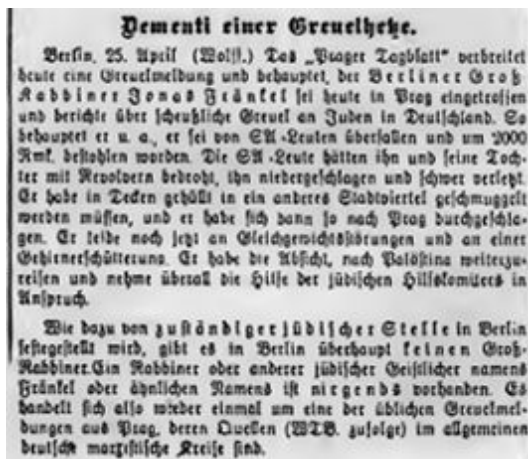 Dementi einer Greuelhetze.
Berlin, 25. April (Wolff.) Das „Prager Tagblatt" verbreitet
heute eine Greuelmeldung und behauptet, der Berliner Groß
Rabbiner Jonas Fränkel sei heute in Prag eingetroffen
und berichte über scheußliche Greuel an Juden in Deutschland. So
behauptet er u. a., er sei von SA-Leuten überfallen und um 2000
Rmk. bestohlen worden. Die SA-Leute hätten ihn und seine Toch-
ter mit Revolvern bedroht, ihn niedergeschlagen und schwer verletzt.
Er habe in Decken gehüllt in ein anderes Stadtviertel geschmuggelt
werden müssen, und er habe sich dann so nach Prag durchgeschla-
gen. Er leide noch jetzt an Gleichgewichtsstörungen und an einer
Gehirnerschütterung. Er habe die Absicht, nach Palästina weiterzu-
reisen und nehme überall die Hilfe der jüdischen Hilfskomitees in
Anspruch.
Wie dazu von zuständiger jüdischer Stelle in Berlin
festgestellt wird, gibt es in Berlin überhaupt keinen Groß-
Rabbiner. Ein Rabbiner oder anderer jüdischer Geistlicher namens
Fränkel oder ähnlichen Namens ist nirgends vorhanden. Es
handelt sich also wieder einmal um eine der üblichen Greuelmel-
dungen aus Prag, deren Quellen (WTB. zufolge) im allgemeinen
deutsch marxistische Kreise sind.